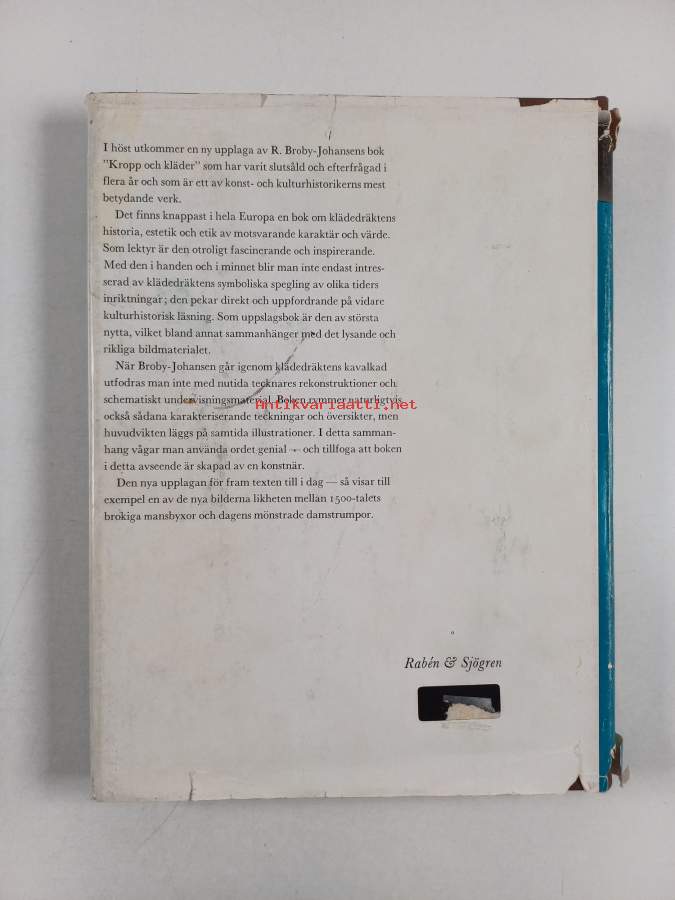 I höst utkommer en ny upplaga av R. Broby-Johansens bok
"Kropp och kläder" som har varit slutsåld och efterfrågad i
flera år och som är ett av konst- och kulturhistorikerns mest
betydande verk.
Det finns knappast i hela Europa en bok om klädedräktens
historia, estetik och etik av motsvarande karaktär och värde.
Som lektyr är den otroligt fascinerande och inspirerande.
Med den i handen och i minnet blir man inte endast intres-
serad av klädedräktens symboliska spegling av olika tiders
inriktningar; den pekar direkt och uppfordrande på vidare
kulturhistorisk läsning. Som uppslagsbok är den av största
nytta, vilket bland annat sammanhänger med det lysande och
rikliga bildmaterialet.
När Broby-Johansen går igenom klädedräktens kavalkad
utfodras man inte med nutida tecknares rekonstruktioner och
schematiskt undervisningsmaterial. Boken rymmer naturligtvis
Antikvariaatti.net
också sådana karakteriserande teckningar och översikter, men
huvudvikten läggs på samtida illustrationer. I detta samman-
hang vågar man använda ordet genial — och tillfoga att boken
i detta avseende är skapad av en konstnär.
Den nya upplagan för fram texten till i dag — så visar till
exempel en av de nya bilderna likheten mellan 1500-talets
brokiga mansbyxor och dagens mönstrade damstrumpor.
Rabén & Sjögren